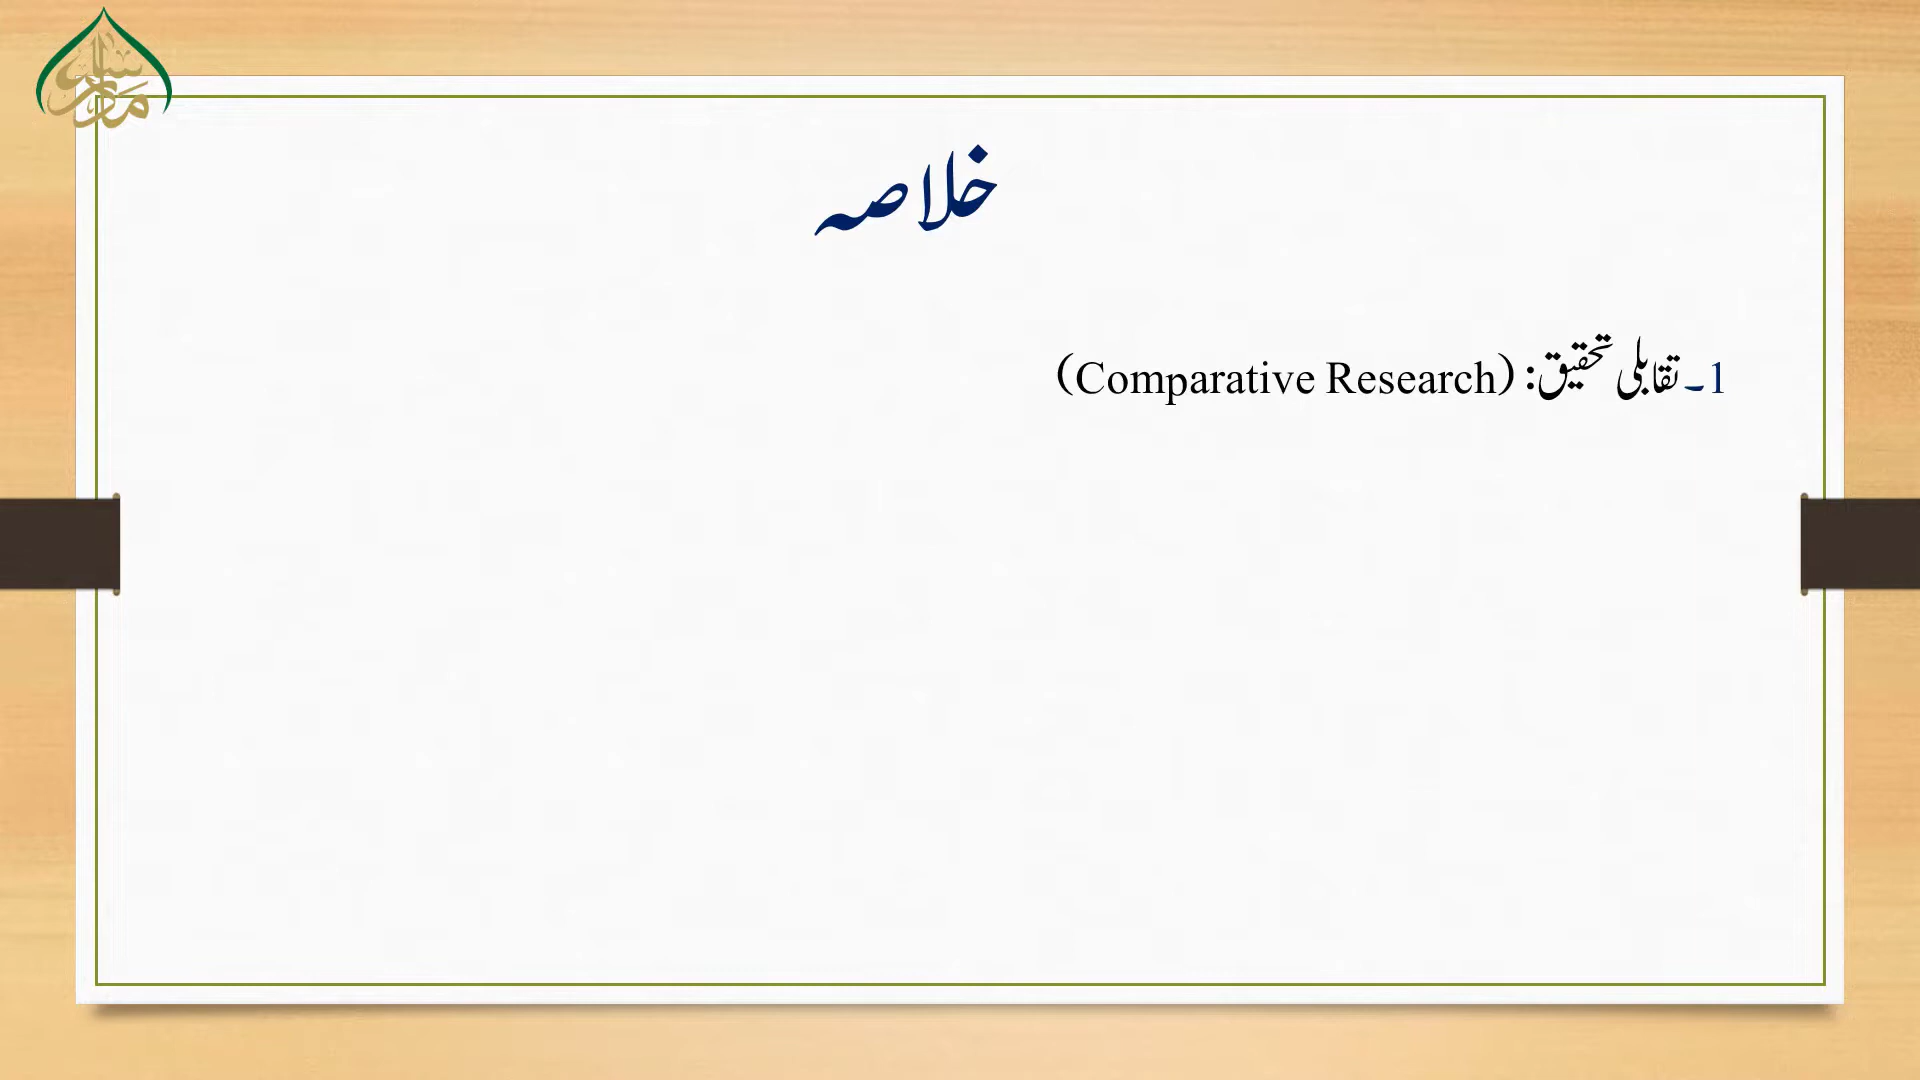 خلاصہ
1۔ تقابلی تحقیق: (Comparative Research)